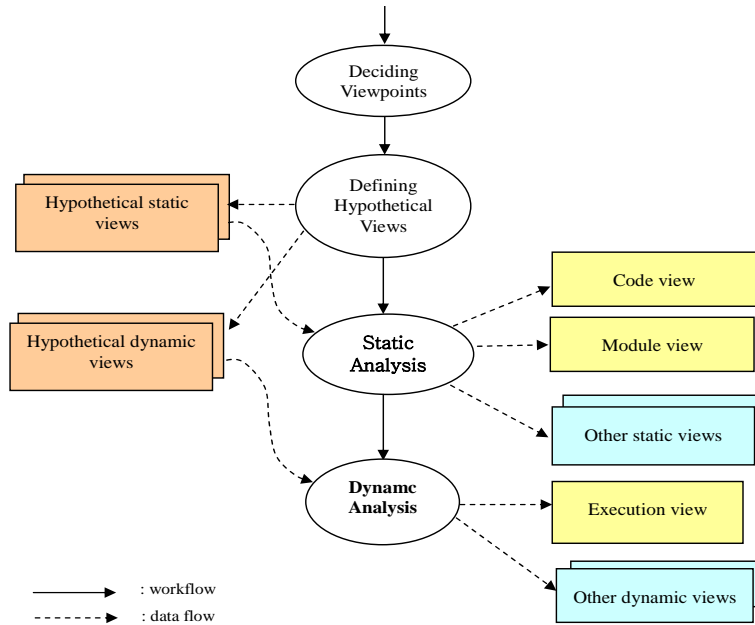 Deciding
Viewpoints
Defining
Hypothetical
Views
Hypothetical static
views
Code view
Module view
Hypothetical dynamic
views
Static
Analysis
Other static views
Dynamc
Analysis
Execution view
Other dynamic views
: workflow
: data flow